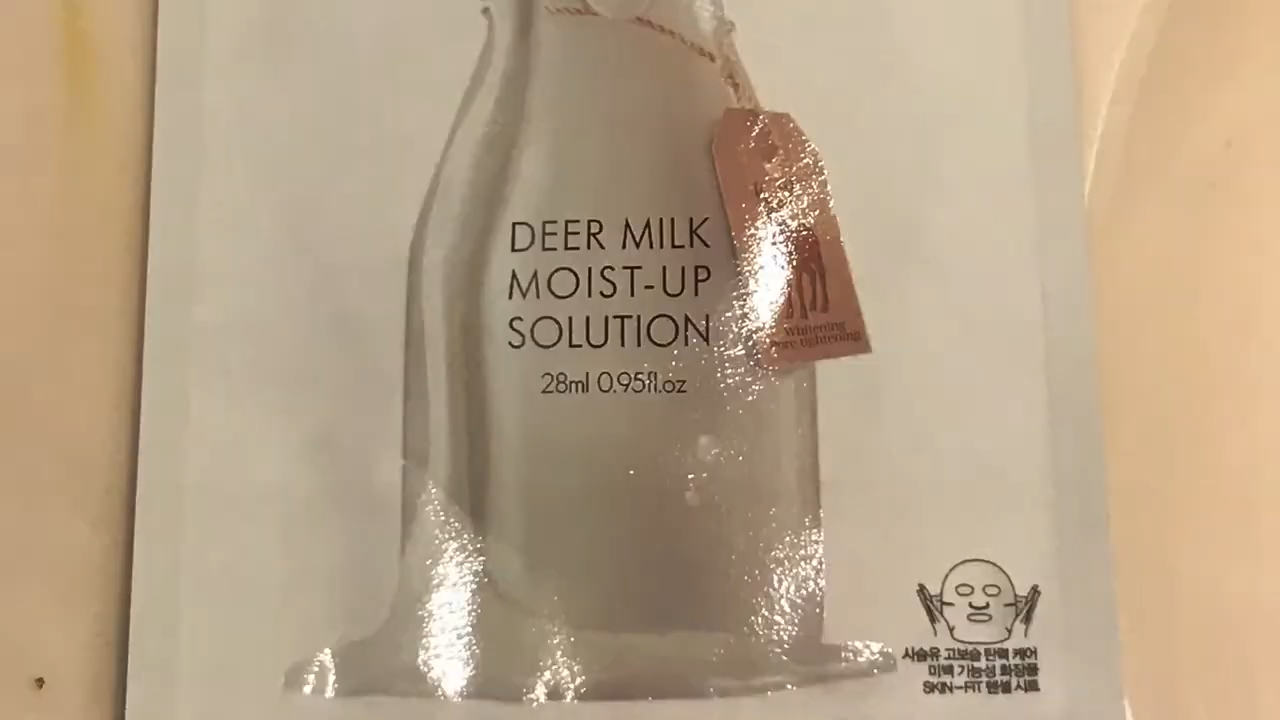 DEER MILK
MOIST-UP
SOLUTION
28ml 0.95fl.oz
Whitening
Pore tightening
사슴유 고보습 탄력 케어
미백 기능성 화장품
SKIN-FIT 텐셀 시트